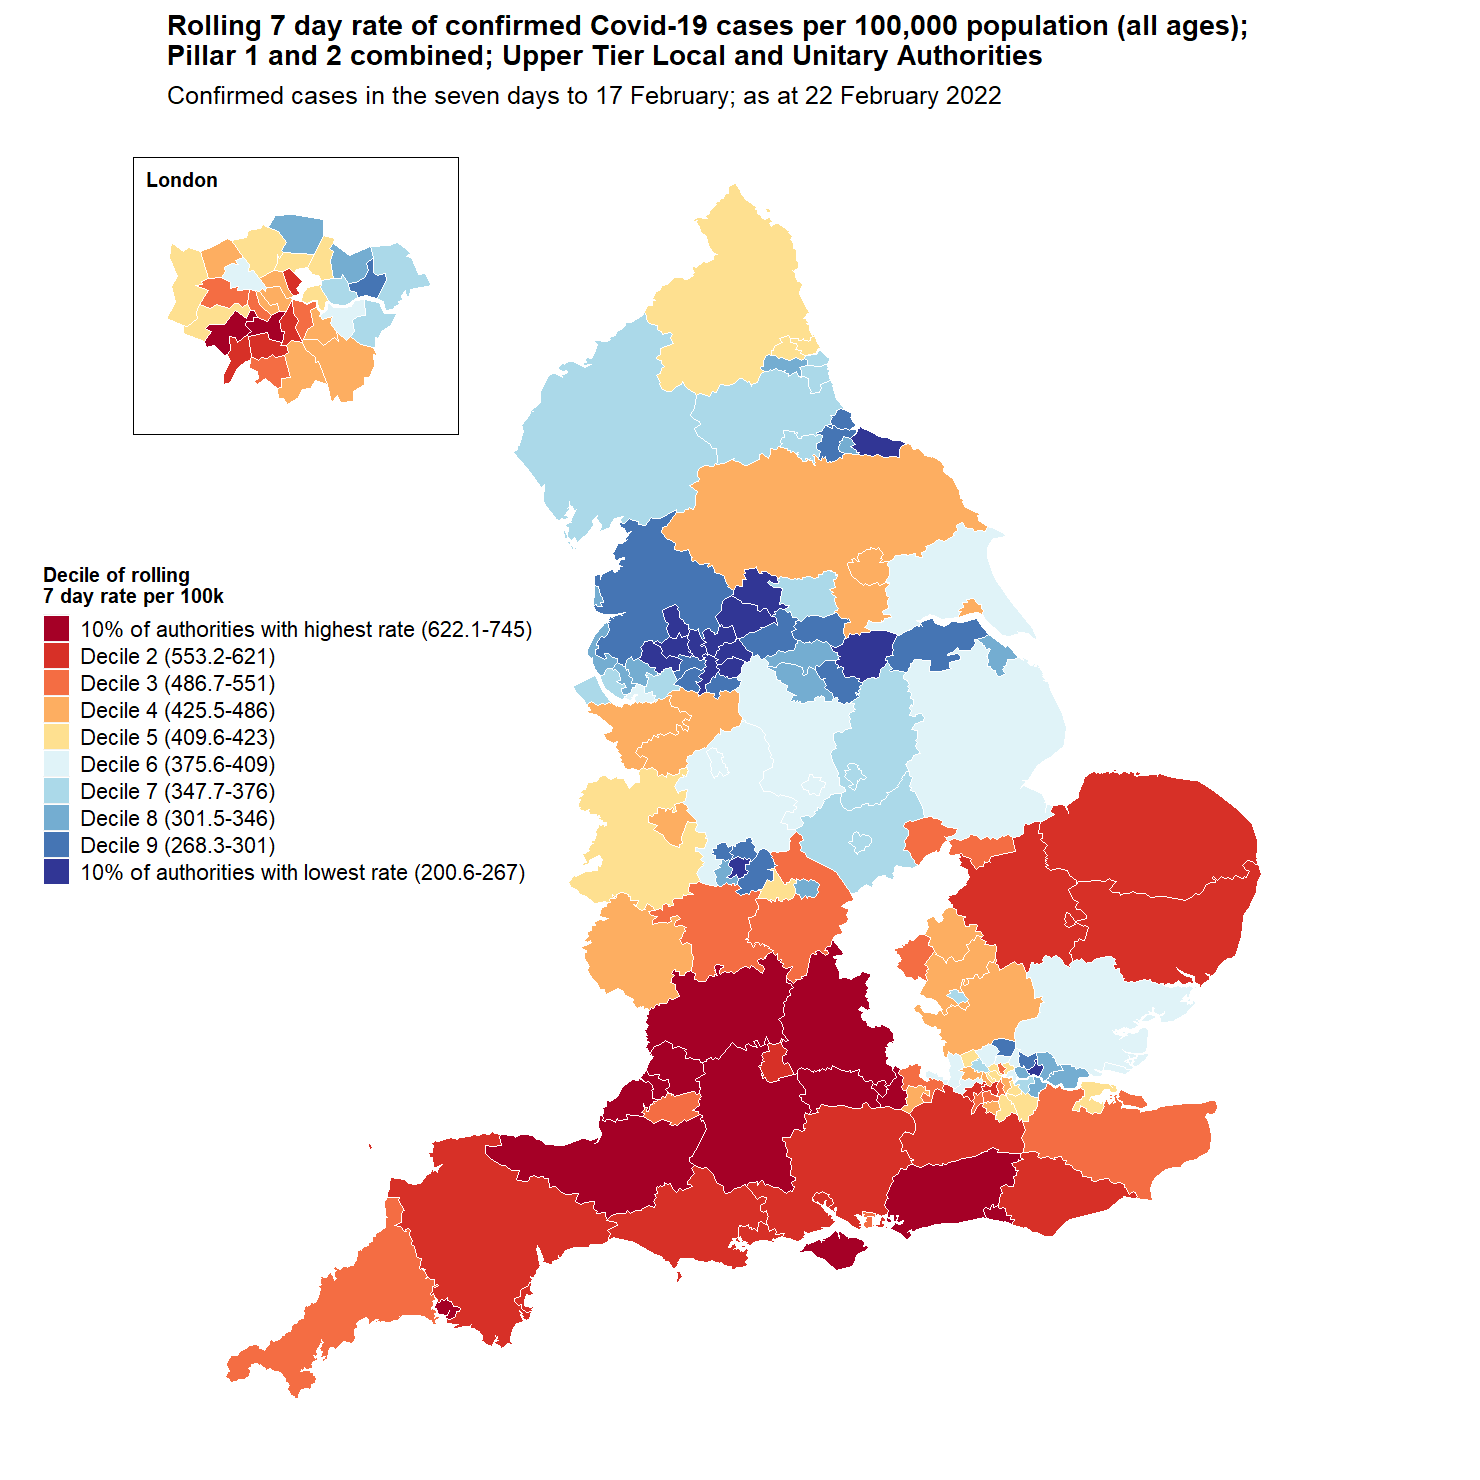 Rolling 7 day rate of confirmed Covid-19 cases per 100,000 population (all ages);
Pillar 1 and 2 combined; Upper Tier Local and Unitary Authorities
Confirmed cases in the seven days to 17 February; as at 22 February 2022
London
Decile of rolling
7 day rate per 100k
10% of authorities with highest rate (622.1-745)
Decile 2 (553.2-621)
Decile 3 (486.7-551)
Decile 4 (425.5-486)
Decile 5 (409.6-423)
Decile 6 (375.6-409)
Decile 7 (347.7-376)
Decile 8 (301.5-346)
Decile 9 (268.3-301)
10% of authorities with lowest rate (200.6-267)